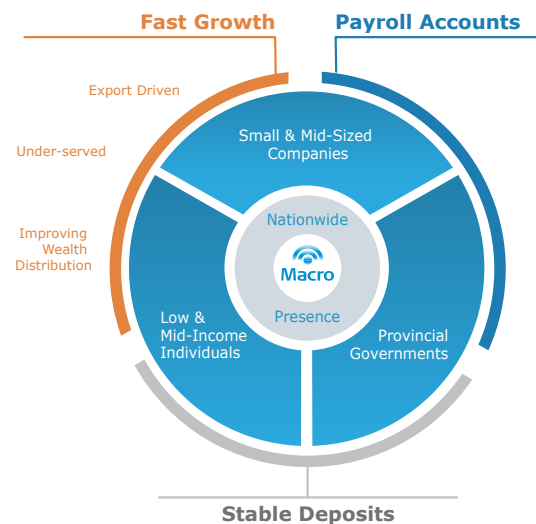 Fast Growth
Payroll Accounts
Export Driven
Under-served
Improving
Wealth
Distribution
Small & Mid-Sized
Companies
Nationwide
Macro
Presence
Low &
Mid-Income
Individuals
Provincial
Governments
Stable Deposits